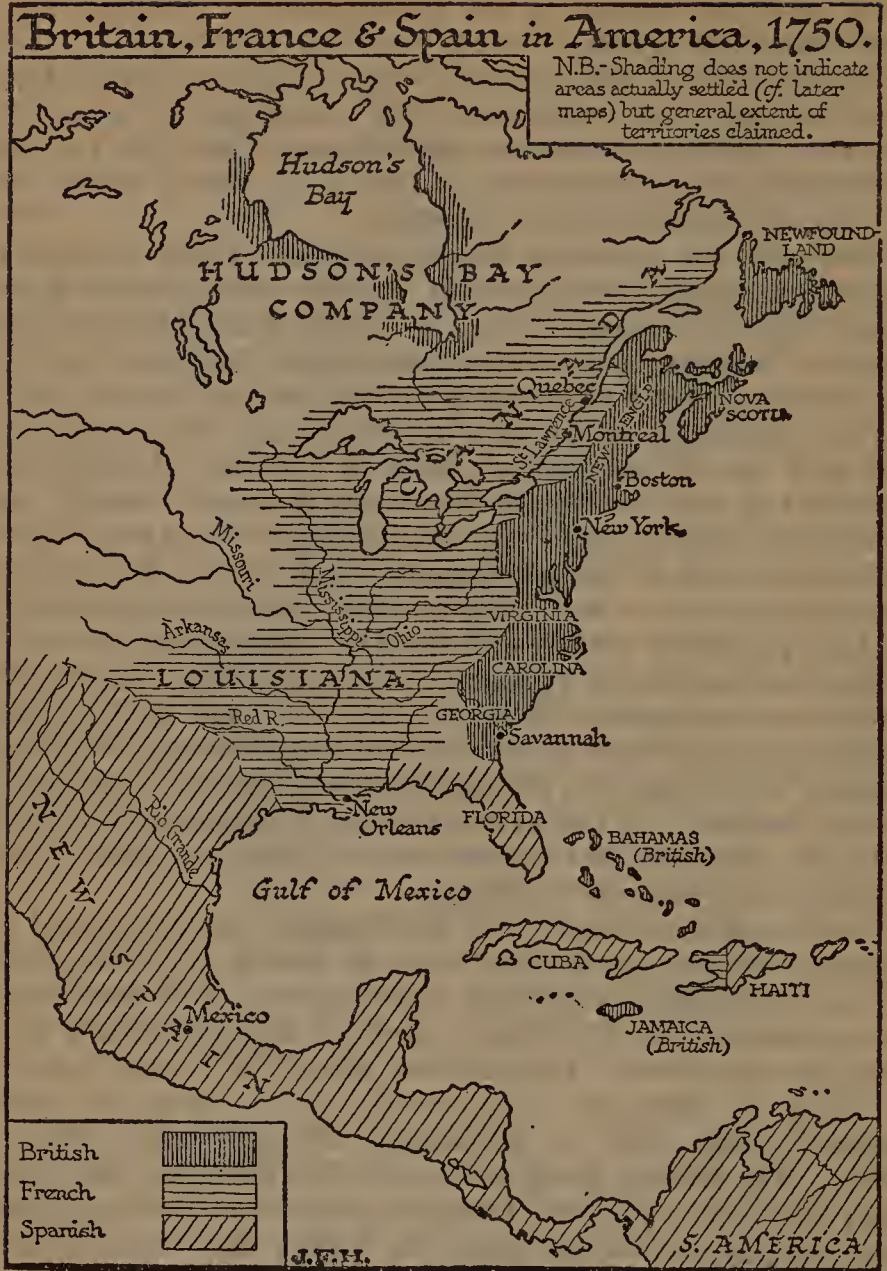 Britain, France & Spain in America, 1750.
N.B.-Shading does not indicate
areas actually settled (cf. later
maps) but general extent of
territories claimed.
Hudson's
Bay
NEWFOUND-
LAND
HUDSON'S BAY
COMPANY
CANADA
Quebec
St. Lawrence
NEW ENGLD
NOVA
SCOTIA
Montreal
Boston
New York
Missouri
Mississippi
Ohio
VIRGINIA
Arkansas
CAROLINA
LOUISIANA
Red R.
GEORGIA
Savannah
New
Orleans
FLORIDA
Rio Grande
NEW SPAIN
BAHAMAS
(British)
Gulf of Mexico
CUBA
HAITI
Mexico
JAMAICA
(British)
British
French
Spanish
S. AMERICA
J.F.H.